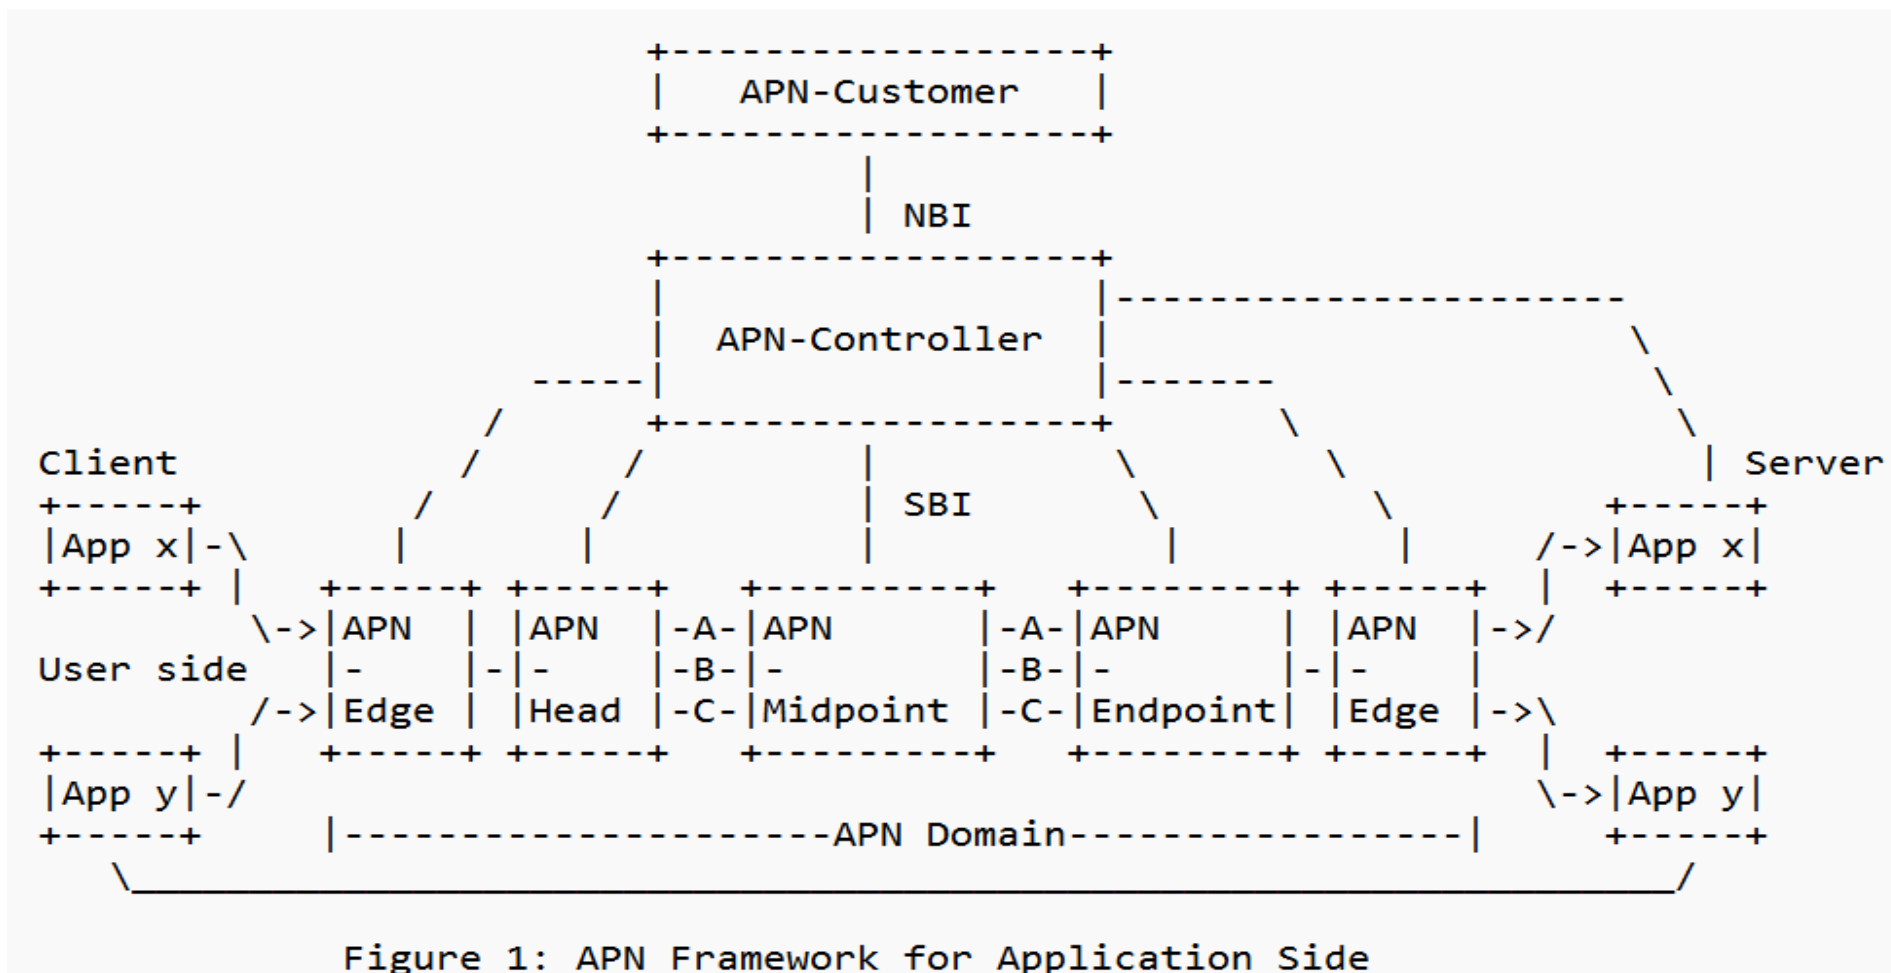 +-------------------+
                          |   APN-Customer   |
                          +-------------------+
                                   |
                                   | NBI
                          +-------------------+
                          |                  |----------------------
                          |  APN-Controller  |                      \
                     -----|                  |-------                \
                   /      +-------------------+       \                \
Client            /      /         |          \        \               | Server
+-----+         /       /          | SBI       \         \         +-----+
|App x|-\      |       |           |            |         |     /->|App x|
+-----+ |   +-----+ +-----+   +---------+   +--------+ +-----+  |  +-----+
         \->|APN  | |APN  |-A-|APN      |-A-|APN     | |APN  |->/
User side   |-    |-|-    |-B-|-        |-B-|-       |-|-    |
         /->|Edge | |Head |-C-|Midpoint |-C-|Endpoint| |Edge |->\
+-----+ |   +-----+ +-----+   +---------+   +--------+ +-----+  |  +-----+
|App y|-/                                                       \->|App y|
+-----+     |---------------------APN Domain-----------------|     +-----+
   \__________________________________________________________________/
             Figure 1: APN Framework for Application Side